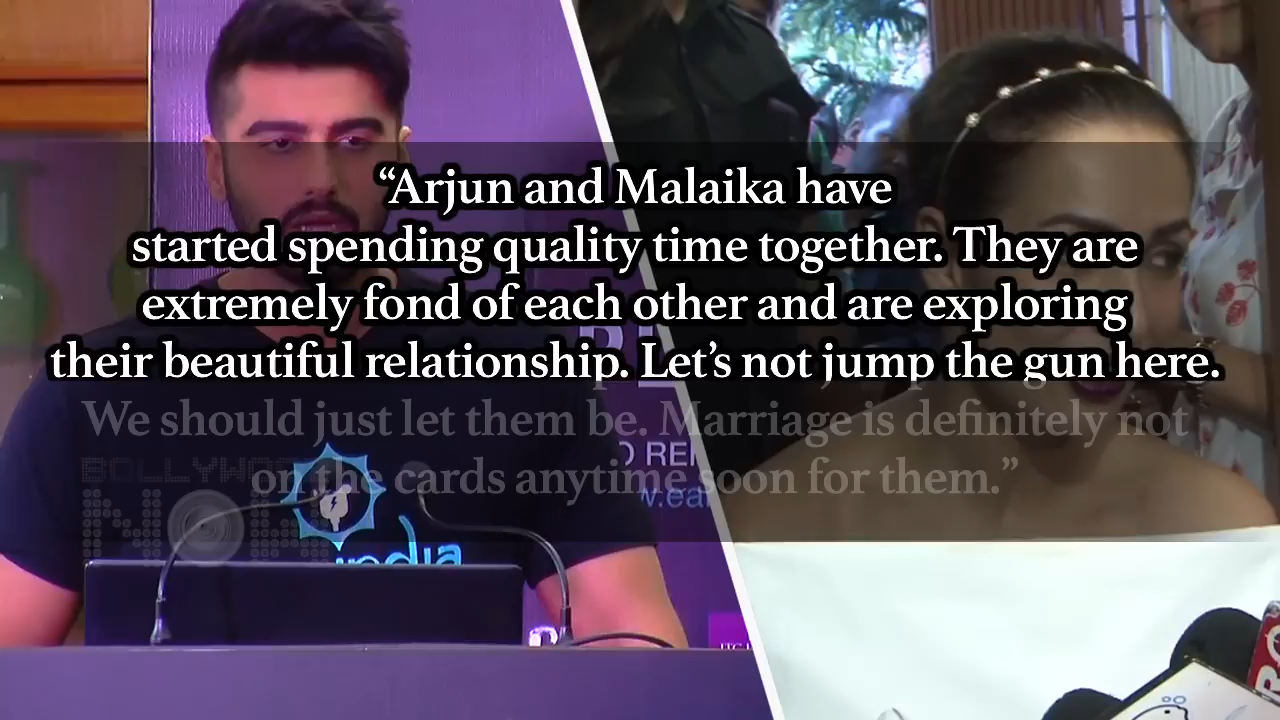 “Arjun and Malaika have
started spending quality time together. They are
extremely fond of each other and are exploring
their beautiful relationship. Let’s not jump the gun here.
We should just let them be. Marriage is definitely not
on the cards anytime soon for them.”
BOLLYWOOD
NOW